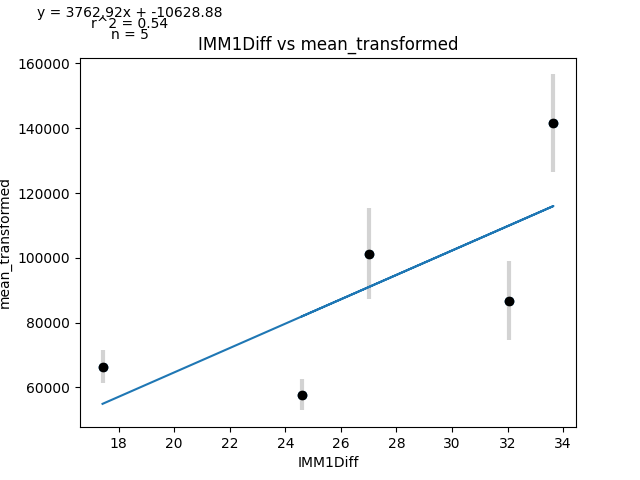 y = 3762.92x + -10628.88
r^2 = 0.54
n = 5
IMM1Diff vs mean_transformed
160000
140000
120000
100000
80000
60000
mean_transformed
18 20 22 24 26 28 30 32 34
IMM1Diff